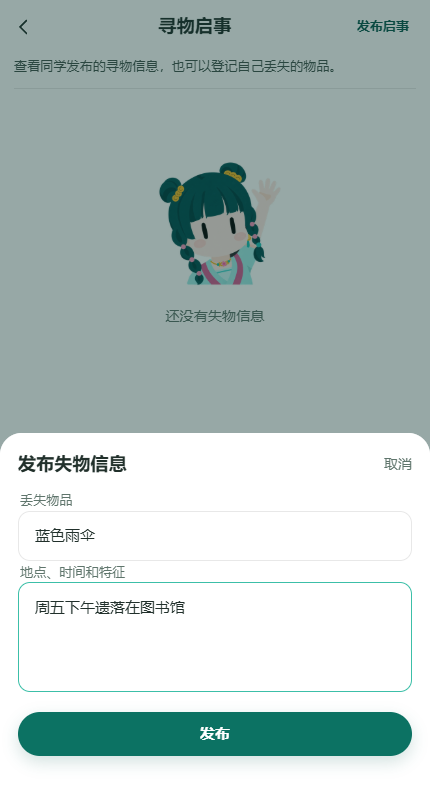 寻物启事
发布启事
查看同学发布的寻物信息，也可以登记自己丢失的物品。
还没有失物信息
发布失物信息
取消
丢失物品
蓝色雨伞
地点、时间和特征
周五下午遗落在图书馆
发布